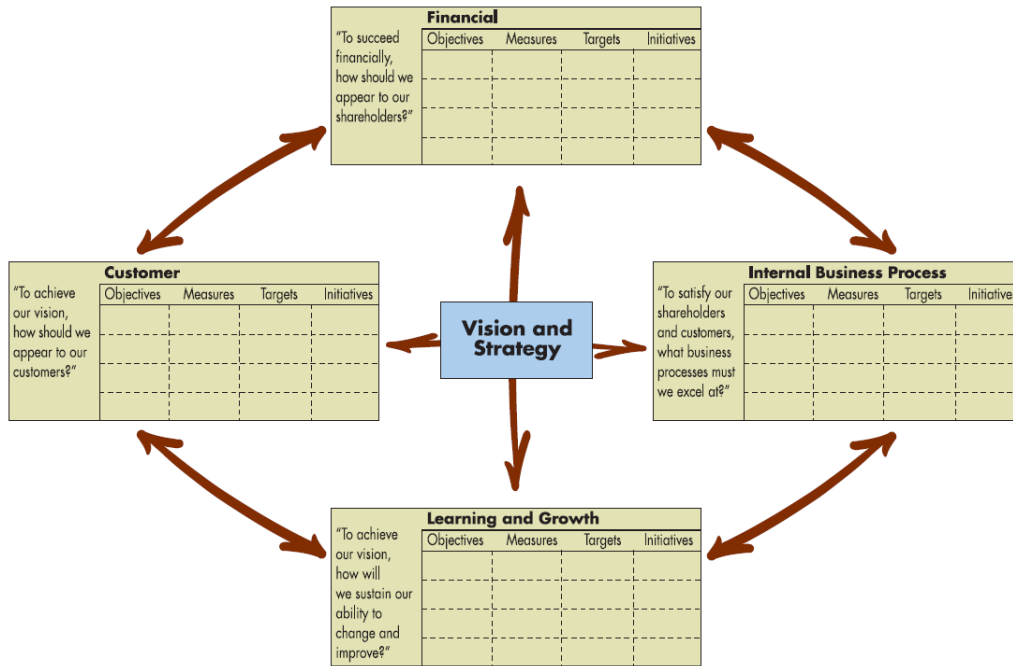 Financial
Objectives Measures Targets Initiatives
“To succeed
financially,
how should we
appear to our
shareholders?”
Customer
Objectives Measures Targets Initiatives
“To achieve
our vision,
how should we
appear to our
customers?”
Vision and
Strategy
Internal Business Process
Objectives Measures Targets Initiatives
“To satisfy our
shareholders
and customers,
what business
processes must
we excel at?”
Learning and Growth
Objectives Measures Targets Initiatives
“To achieve
our vision,
how will
we sustain our
ability to
change and
improve?”